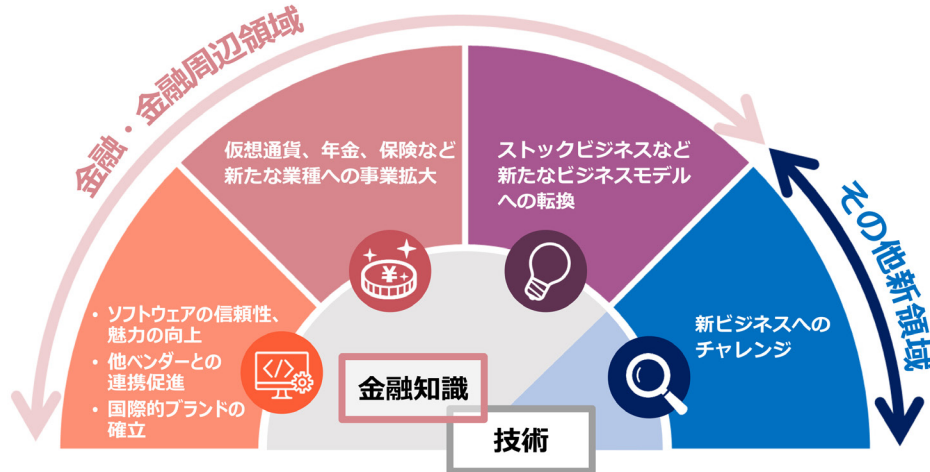 金融・金融周辺領域
仮想通貨、年金、保険など
新たな業種への事業拡大
ストックビジネスなど
新たなビジネスモデル
への転換
その他新領域
• ソフトウェアの信頼性、
魅力の向上
• 他ベンダーとの
連携促進
• 国際的ブランドの
確立
</>
¥
新ビジネスへの
チャレンジ
金融知識
技術